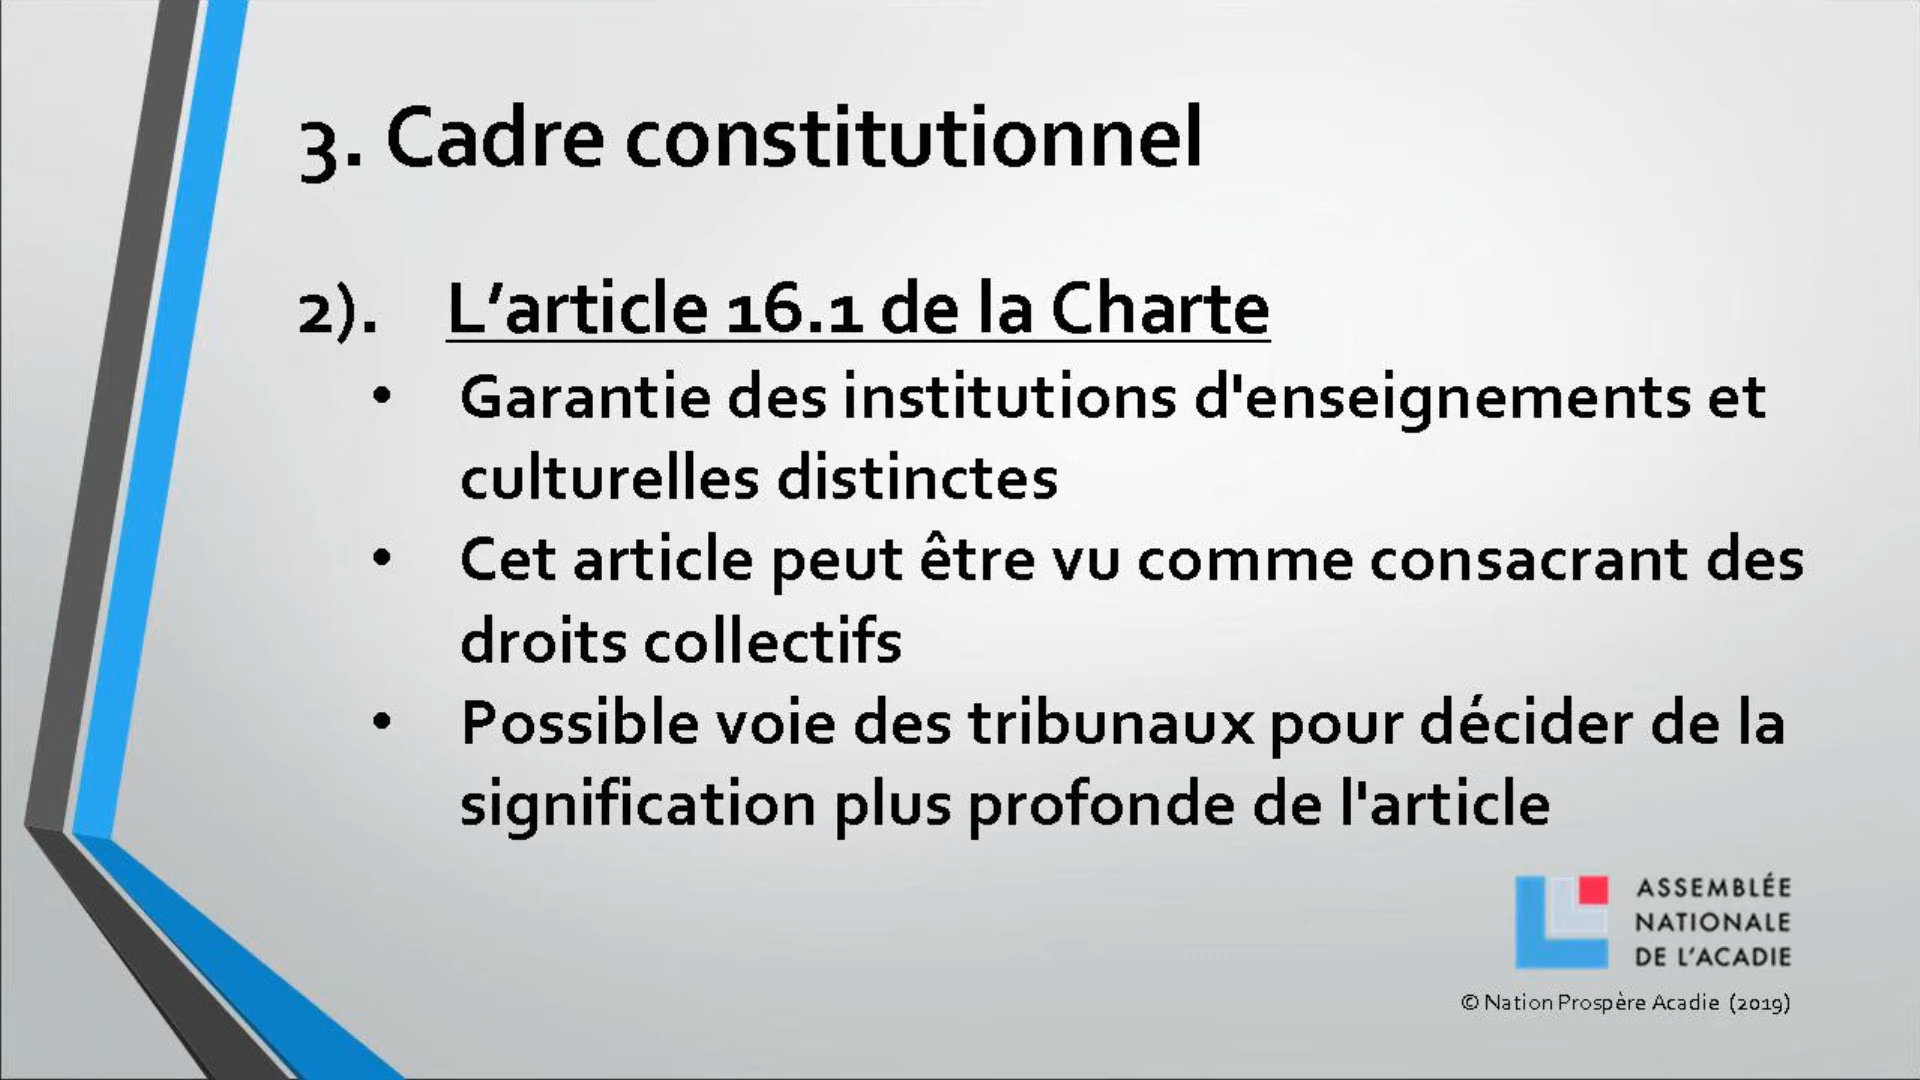 3. Cadre constitutionnel
2). L’article 16.1 de la Charte
• Garantie des institutions d'enseignements et
culturelles distinctes
• Cet article peut être vu comme consacrant des
droits collectifs
• Possible voie des tribunaux pour décider de la
signification plus profonde de l'article
ASSEMBLÉE
NATIONALE
DE L’ACADIE
© Nation Prospère Acadie (2019)